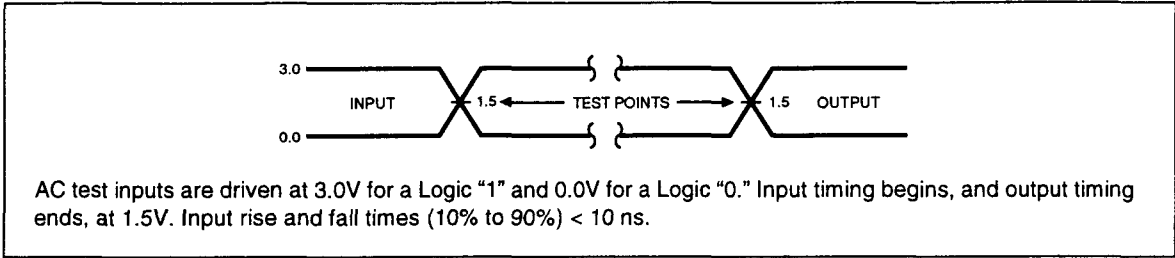 3.0
INPUT 1.5 TEST POINTS 1.5 OUTPUT
0.0
AC test inputs are driven at 3.0V for a Logic “1” and 0.0V for a Logic “0.” Input timing begins, and output timing
ends, at 1.5V. Input rise and fall times (10% to 90%) < 10 ns.